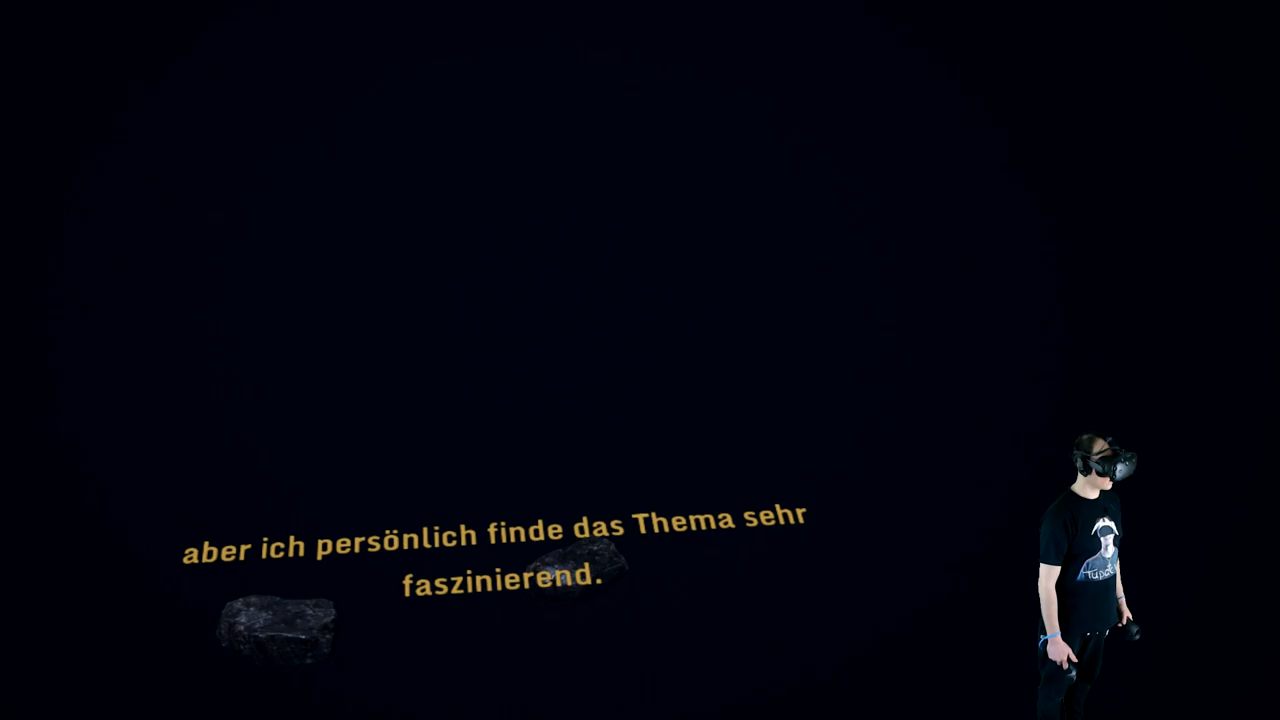 aber ich persönlich finde das Thema sehr
faszinierend.